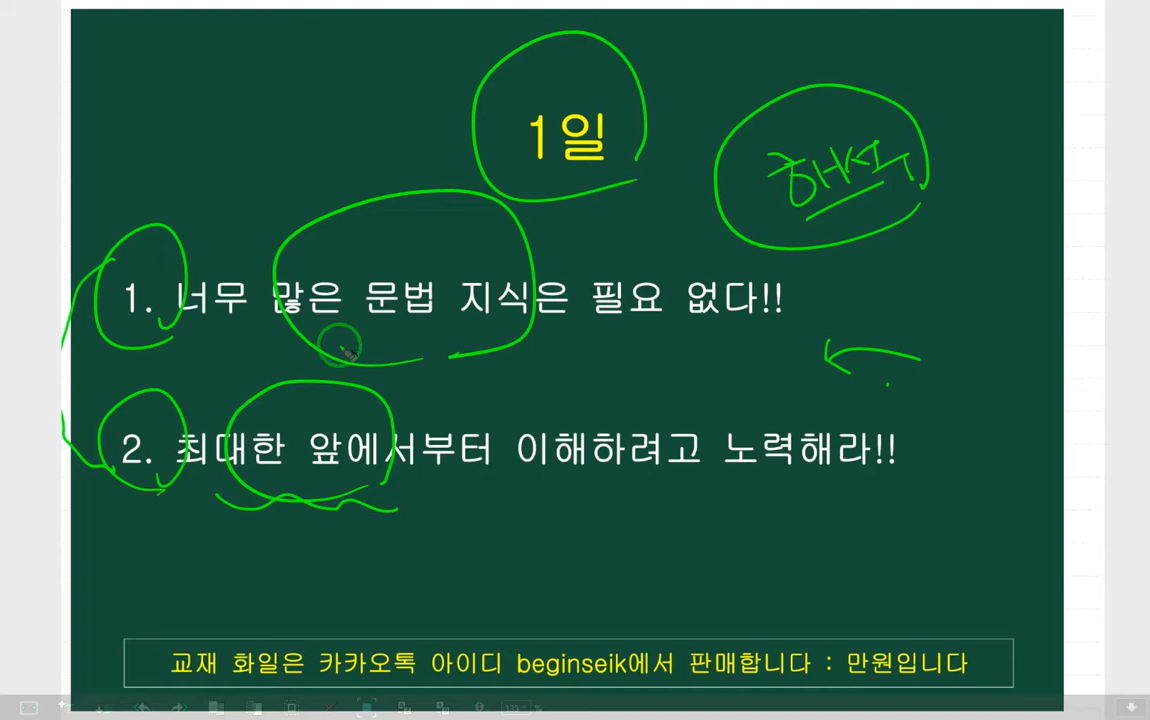 1일
해석
1. 너무 많은 문법 지식은 필요 없다!!
2. 최대한 앞에서부터 이해하려고 노력해라!!
교재 화일은 카카오톡 아이디 beginseik에서 판매합니다 : 만원입니다
133 %